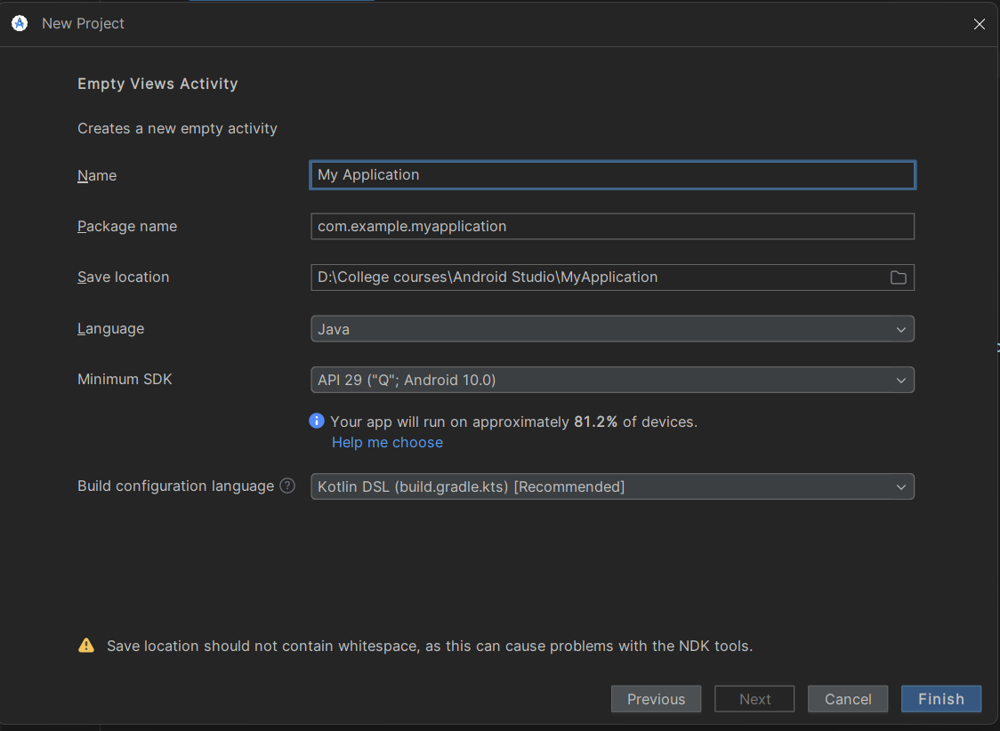 New Project
Empty Views Activity
Creates a new empty activity
Name
My Application
Package name
com.example.myapplication
Save location
D:\College courses\Android Studio\MyApplication
Language
Java
Minimum SDK
API 29 ("Q"; Android 10.0)
Your app will run on approximately 81.2% of devices.
Help me choose
Build configuration language ?
Kotlin DSL (build.gradle.kts) [Recommended]
Save location should not contain whitespace, as this can cause problems with the NDK tools.
Previous
Next
Cancel
Finish